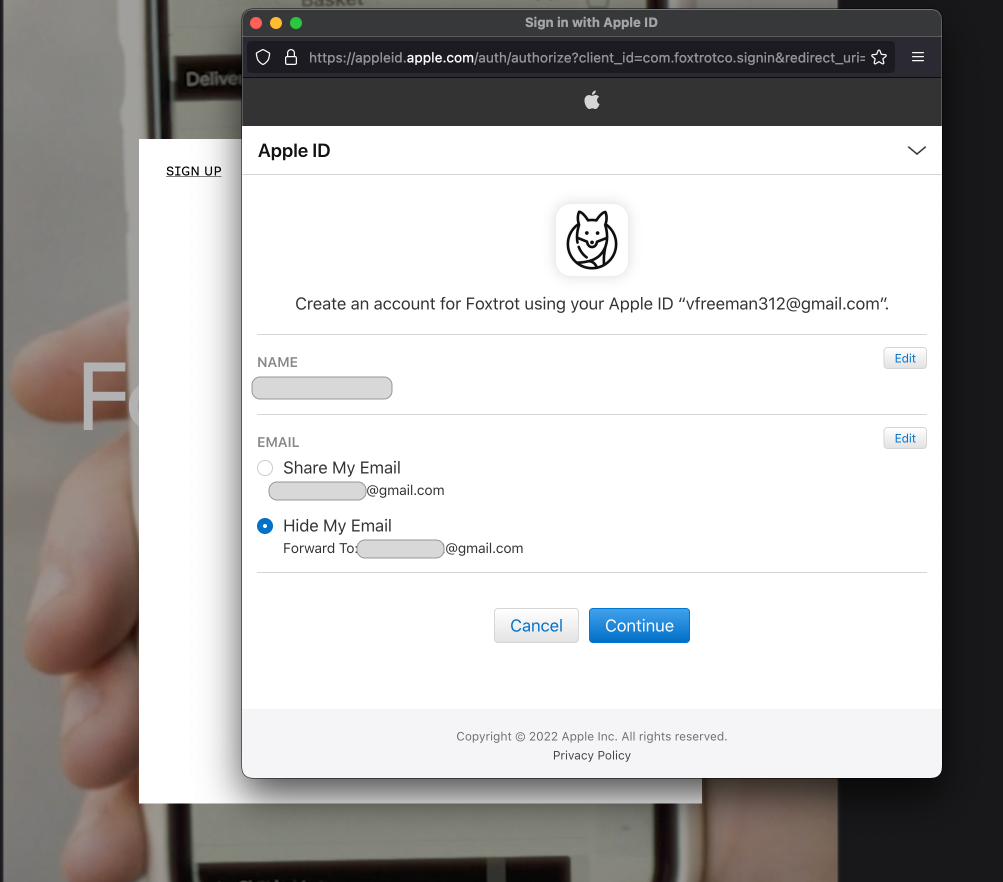 Basket
Sign in with Apple ID
https://appleid.apple.com/auth/authorize?client_id=com.foxtrotco.signin&redirect_uri=
Deliver
Apple ID
SIGN UP
Create an account for Foxtrot using your Apple ID “vfreeman312@gmail.com”.
NAME
Edit
F
EMAIL
Edit
Share My Email
@gmail.com
Hide My Email
Forward To: @gmail.com
Cancel
Continue
Copyright © 2022 Apple Inc. All rights reserved.
Privacy Policy